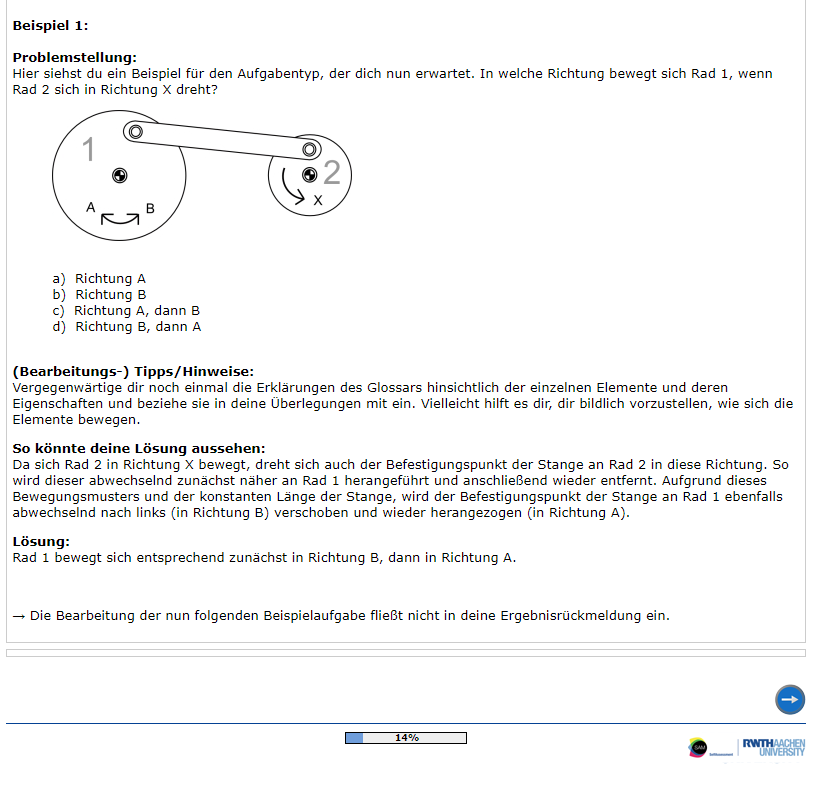 Beispiel 1:
Problemstellung:
Hier siehst du ein Beispiel für den Aufgabentyp, der dich nun erwartet. In welche Richtung bewegt sich Rad 1, wenn
Rad 2 sich in Richtung X dreht?
1
2
A
B
X
a) Richtung A
b) Richtung B
c) Richtung A, dann B
d) Richtung B, dann A
(Bearbeitungs-) Tipps/Hinweise:
Vergegenwärtige dir noch einmal die Erklärungen des Glossars hinsichtlich der einzelnen Elemente und deren
Eigenschaften und beziehe sie in deine Überlegungen mit ein. Vielleicht hilft es dir, dir bildlich vorzustellen, wie sich die
Elemente bewegen.
So könnte deine Lösung aussehen:
Da sich Rad 2 in Richtung X bewegt, dreht sich auch der Befestigungspunkt der Stange an Rad 2 in diese Richtung. So
wird dieser abwechselnd zunächst näher an Rad 1 herangeführt und anschließend wieder entfernt. Aufgrund dieses
Bewegungsmusters und der konstanten Länge der Stange, wird der Befestigungspunkt der Stange an Rad 1 ebenfalls
abwechselnd nach links (in Richtung B) verschoben und wieder herangezogen (in Richtung A).
Lösung:
Rad 1 bewegt sich entsprechend zunächst in Richtung B, dann in Richtung A.
→ Die Bearbeitung der nun folgenden Beispielaufgabe fließt nicht in deine Ergebnisrückmeldung ein.
14%
SAM
RWTHAACHEN
UNIVERSITY